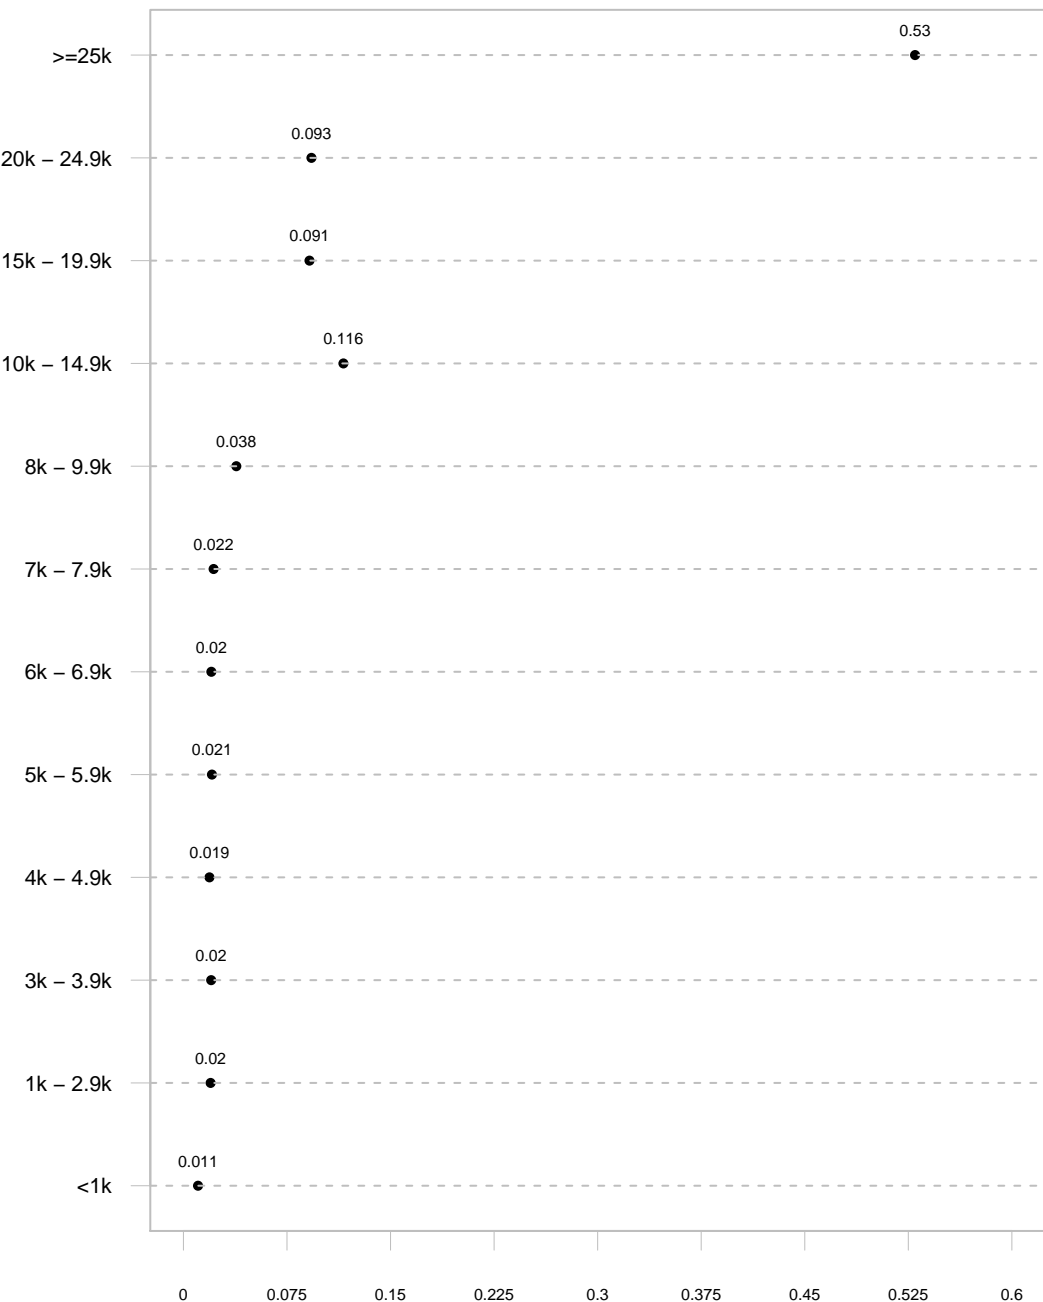 0.53
>=25k
0.093
20k − 24.9k
0.091
15k − 19.9k
0.116
10k − 14.9k
0.038
8k − 9.9k
0.022
7k − 7.9k
0.02
6k − 6.9k
0.021
5k − 5.9k
0.019
4k − 4.9k
0.02
3k − 3.9k
0.02
1k − 2.9k
0.011
<1k
0 0.075 0.15 0.225 0.3 0.375 0.45 0.525 0.6